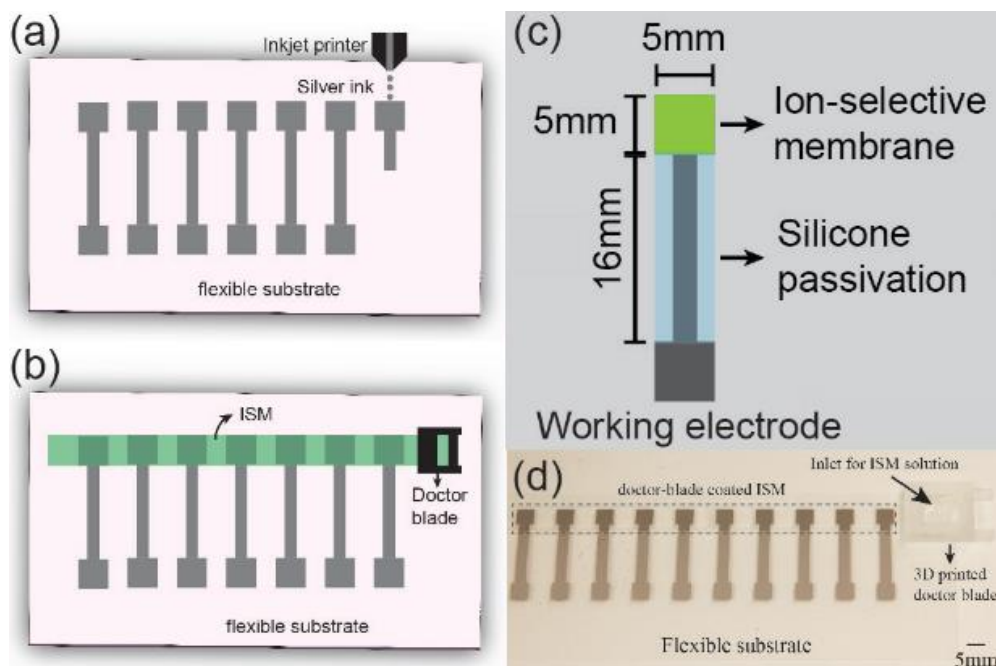 (a)
Inkjet printer
Silver ink
flexible substrate
(b)
ISM
Doctor
blade
flexible substrate
(c)
5mm
5mm
Ion-selective
membrane
16mm
Silicone
passivation
Working electrode
(d)
Inlet for ISM solution
doctor-blade coated ISM
3D printed
doctor blade
Flexible substrate
5mm